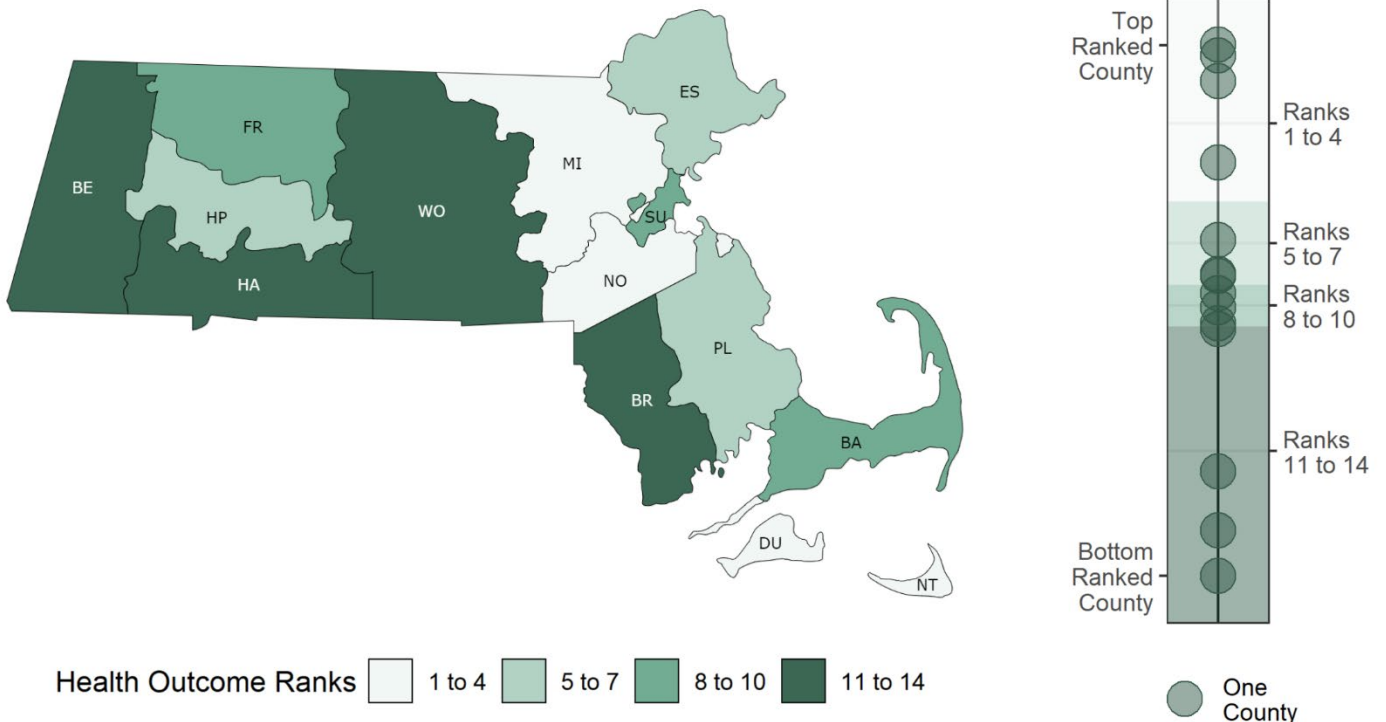 ES
FR
MI
BE
HP
WO
SU
HA
NO
PL
BR
BA
DU
NT
Health Outcome Ranks
1 to 4
5 to 7
8 to 10
11 to 14
Top
Ranked
County
Ranks
1 to 4
Ranks
5 to 7
Ranks
8 to 10
Ranks
11 to 14
Bottom
Ranked
County
One
County